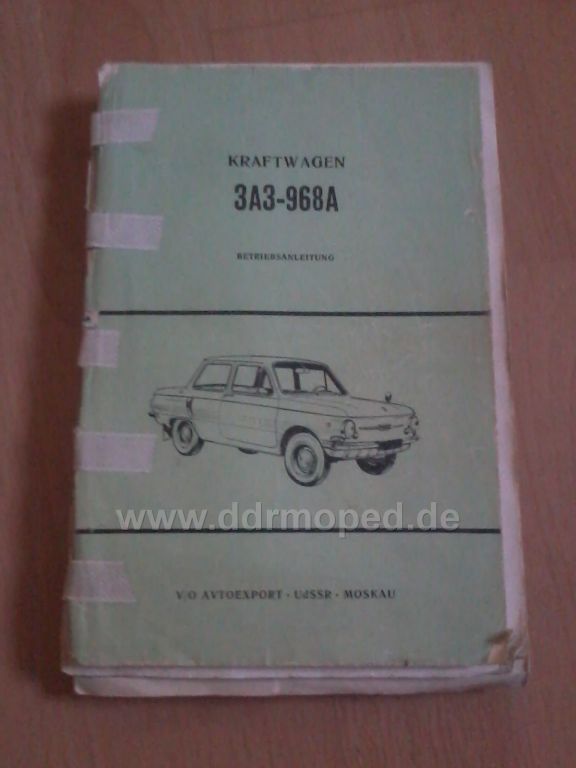 KRAFTWAGEN
ЗАЗ-968А
BETRIEBSANLEITUNG
www.ddrmoped.de
V/O AVTOEXPORT · UdSSR · MOSKAU